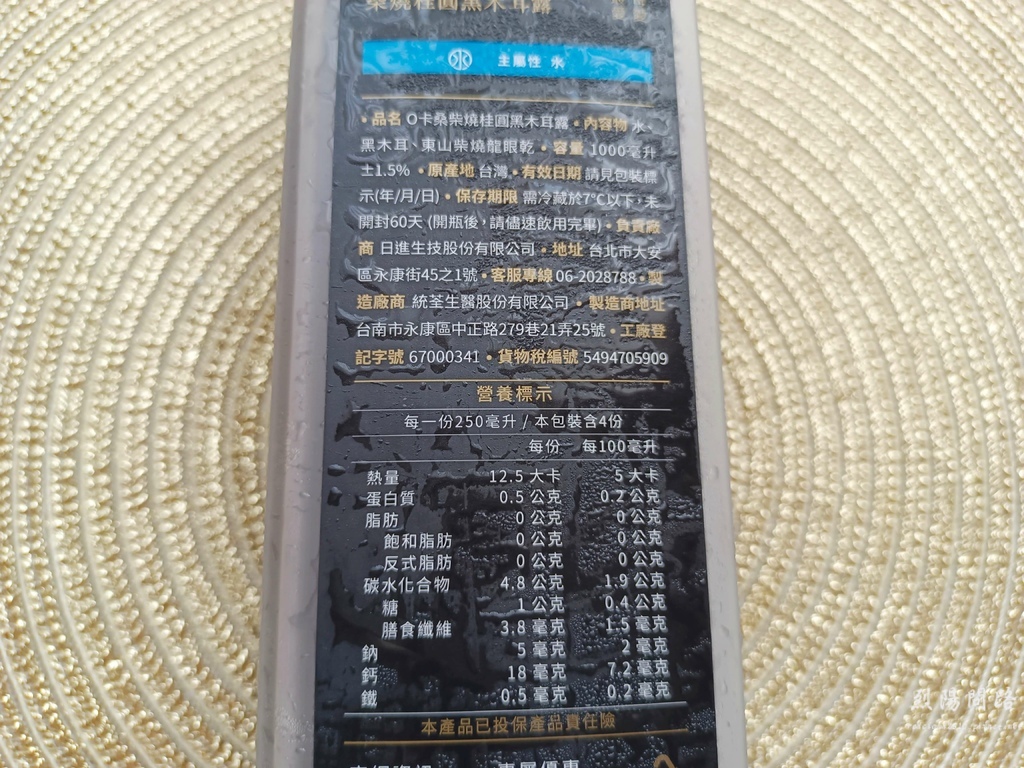 柴燒桂圓黑木耳露
主屬性 水
• 品名 O卡桑柴燒桂圓黑木耳露 • 內容物 水、
黑木耳、東山柴燒龍眼乾 • 容量 1000毫升
±1.5% • 原產地 台灣 • 有效日期 請見包裝標
示(年/月/日) • 保存期限 需冷藏於7°C以下，未
開封60天 (開瓶後，請儘速飲用完畢) • 負責廠
商 日進生技股份有限公司 • 地址 台北市大安
區永康街45之1號 • 客服專線 06-2028788 • 製
造廠商 統荃生醫股份有限公司 • 製造商地址
台南市永康區中正路279巷21弄25號 • 工廠登
記字號 67000341 • 貨物稅編號 5494705909
營養標示
每一份250毫升 / 本包裝含4份
每份 每100毫升
熱量 12.5 大卡 5 大卡
蛋白質 0.5 公克 0.2 公克
脂肪 0 公克 0 公克
飽和脂肪 0 公克 0 公克
反式脂肪 0 公克 0 公克
碳水化合物 4.8 公克 1.9 公克
糖 1 公克 0.4 公克
膳食纖維 3.8 毫克 1.5 毫克
鈉 5 毫克 2 毫克
鈣 18 毫克 7.2 毫克
鐵 0.5 毫克 0.2 毫克
本產品已投保產品責任險